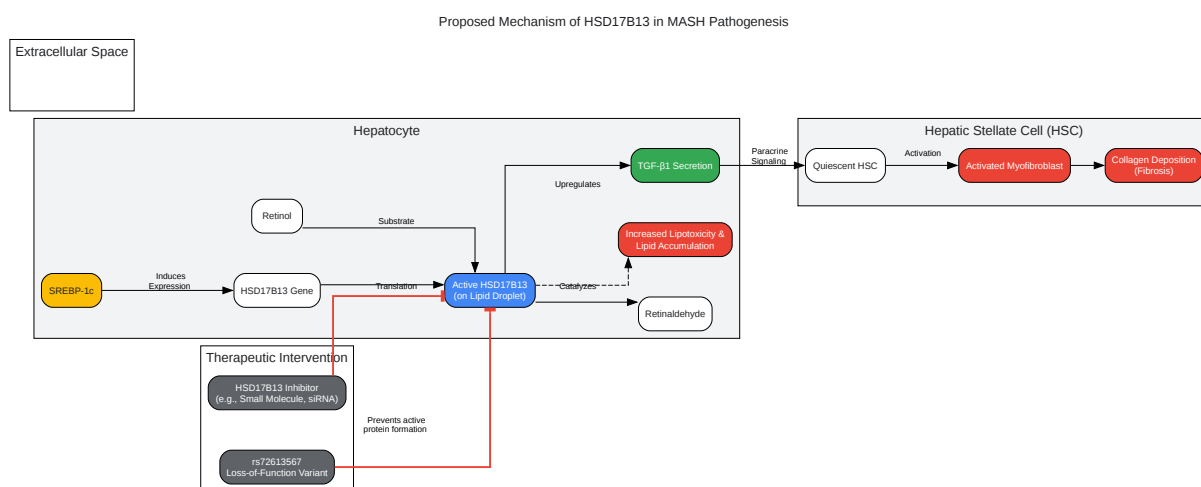 Proposed Mechanism of HSD17B13 in MASH Pathogenesis
Extracellular Space
Hepatocyte
Hepatic Stellate Cell (HSC)
TGF-β1 Secretion
Paracrine
Signaling
Quiescent HSC
Activation
Activated Myofibroblast
Collagen Deposition
(Fibrosis)
Upregulates
Retinol
Substrate
Increased Lipotoxicity &
Lipid Accumulation
SREBP-1c
Induces
Expression
HSD17B13 Gene
Translation
Active HSD17B13
(on Lipid Droplet)
Catalyzes
Retinaldehyde
Therapeutic Intervention
HSD17B13 Inhibitor
(e.g., Small Molecule, siRNA)
Prevents active
protein formation
rs72613567
Loss-of-Function Variant